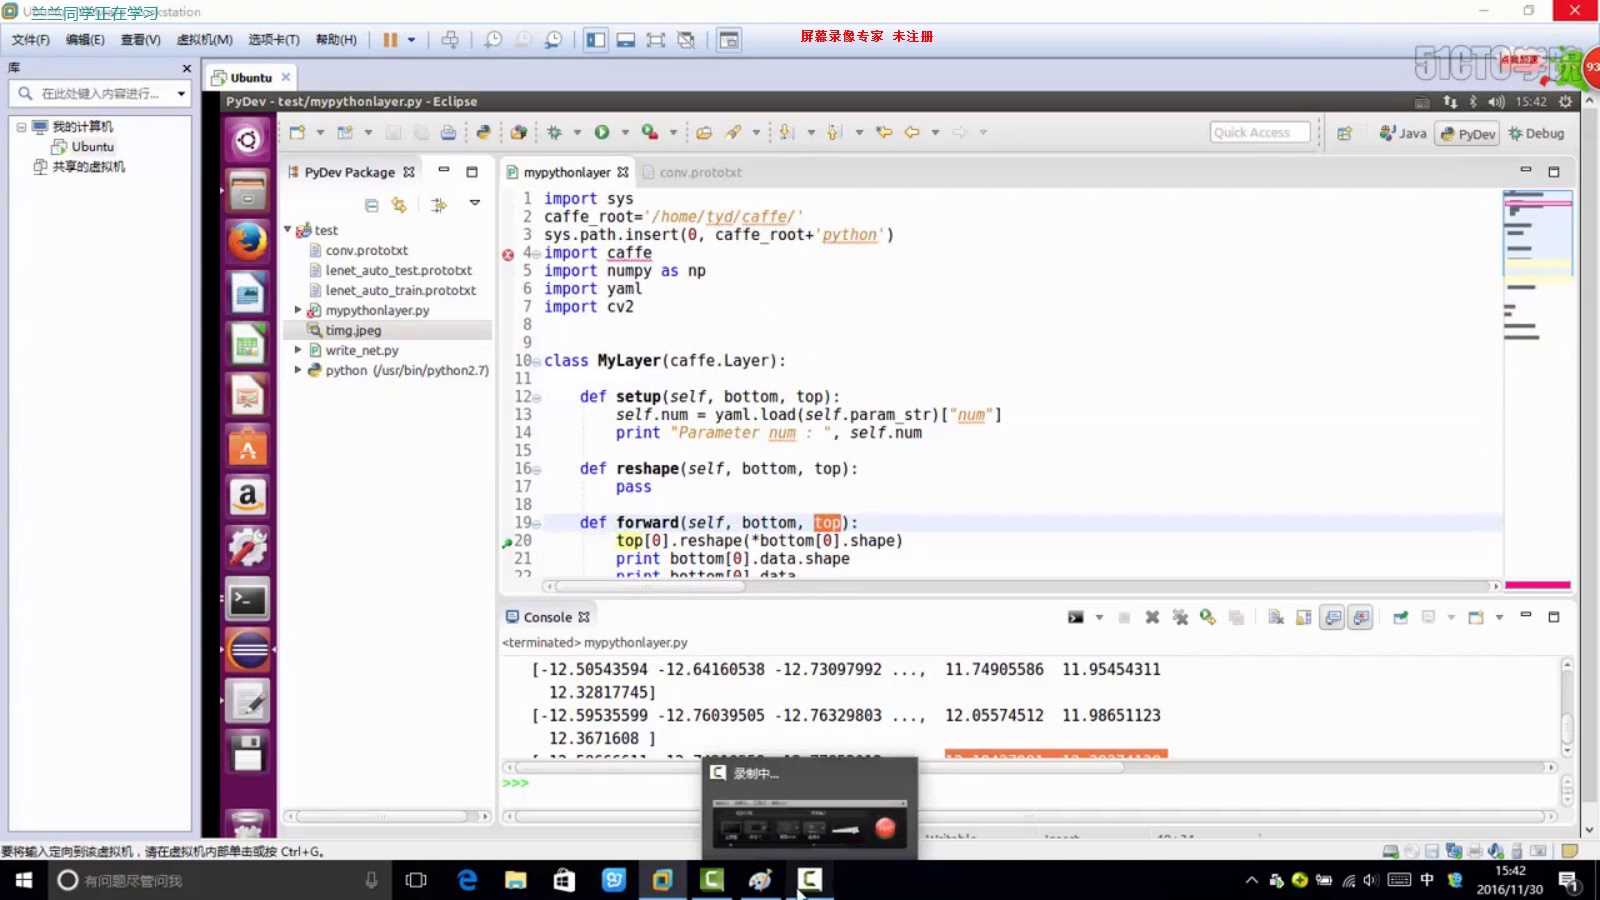 兰兰同学正在学习
文件(F) 编辑(E) 查看(V) 虚拟机(M) 选项卡(T) 帮助(H)
屏幕录像专家 未注册
51CTO学院
93
库
Ubuntu
在此处键入内容进行...
PyDev - test/mypythonlayer.py - Eclipse
15:42
我的计算机
Ubuntu
共享的虚拟机
Quick Access
Java
PyDev
Debug
PyDev Package
mypythonlayer
conv.prototxt
test
conv.prototxt
lenet_auto_test.prototxt
lenet_auto_train.prototxt
mypythonlayer.py
timg.jpeg
write_net.py
python (/usr/bin/python2.7)
1 import sys
2 caffe_root='/home/tyd/caffe/'
3 sys.path.insert(0, caffe_root+'python')
4 import caffe
5 import numpy as np
6 import yaml
7 import cv2
8
9
10 class MyLayer(caffe.Layer):
11
12 def setup(self, bottom, top):
13 self.num = yaml.load(self.param_str)["num"]
14 print "Parameter num : ", self.num
15
16 def reshape(self, bottom, top):
17 pass
18
19 def forward(self, bottom, top):
20 top[0].reshape(*bottom[0].shape)
21 print bottom[0].data.shape
22 print bottom[0].data
Console
<terminated> mypythonlayer.py
[-12.50543594 -12.64160538 -12.73097992 ..., 11.74905586 11.95454311
12.32817745]
[-12.59535599 -12.76039505 -12.76329803 ..., 12.05574512 11.98651123
12.3671608 ]
>>>
录制中...
要将输入定向到该虚拟机，请在虚拟机内部单击或按 Ctrl+G。
有问题尽管问我
中
15:42
2016/11/30
1